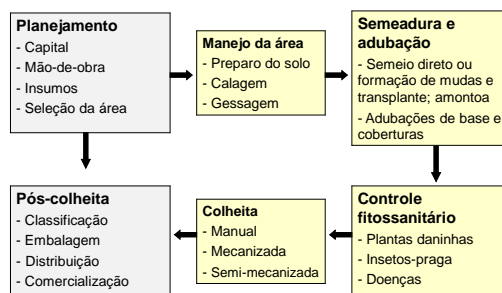 Planejamento
- Capital
- Mão-de-obra
- Insumos
- Seleção da área
Manejo da área
- Preparo do solo
- Calagem
- Gessagem
Semeadura e
adubação
- Semeio direto ou
formação de mudas e
transplante; amontoa
- Adubações de base e
coberturas
Controle
fitossanitário
- Plantas daninhas
- Insetos-praga
- Doenças
Colheita
- Manual
- Mecanizada
- Semi-mecanizada
Pós-colheita
- Classificação
- Embalagem
- Distribuição
- Comercialização